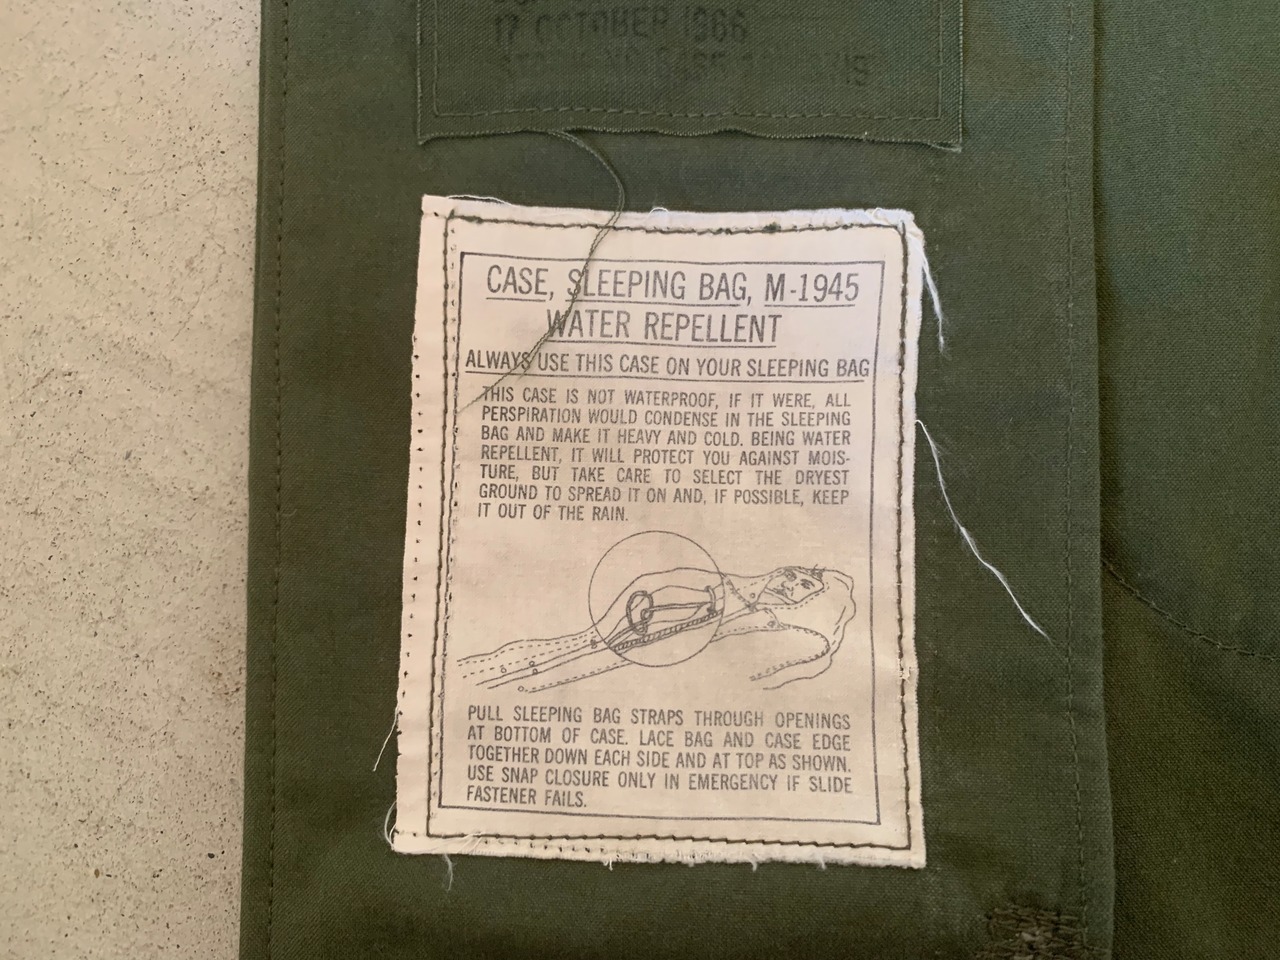 17 OCTOBER 1966
CASE, SLEEPING BAG, M-1945
WATER REPELLENT
ALWAYS USE THIS CASE ON YOUR SLEEPING BAG
THIS CASE IS NOT WATERPROOF, IF IT WERE, ALL
PERSPIRATION WOULD CONDENSE IN THE SLEEPING
BAG AND MAKE IT HEAVY AND COLD. BEING WATER
REPELLENT, IT WILL PROTECT YOU AGAINST MOIS-
TURE, BUT TAKE CARE TO SELECT THE DRYEST
GROUND TO SPREAD IT ON AND, IF POSSIBLE, KEEP
IT OUT OF THE RAIN.
PULL SLEEPING BAG STRAPS THROUGH OPENINGS
AT BOTTOM OF CASE. LACE BAG AND CASE EDGE
TOGETHER DOWN EACH SIDE AND AT TOP AS SHOWN.
USE SNAP CLOSURE ONLY IN EMERGENCY IF SLIDE
FASTENER FAILS.